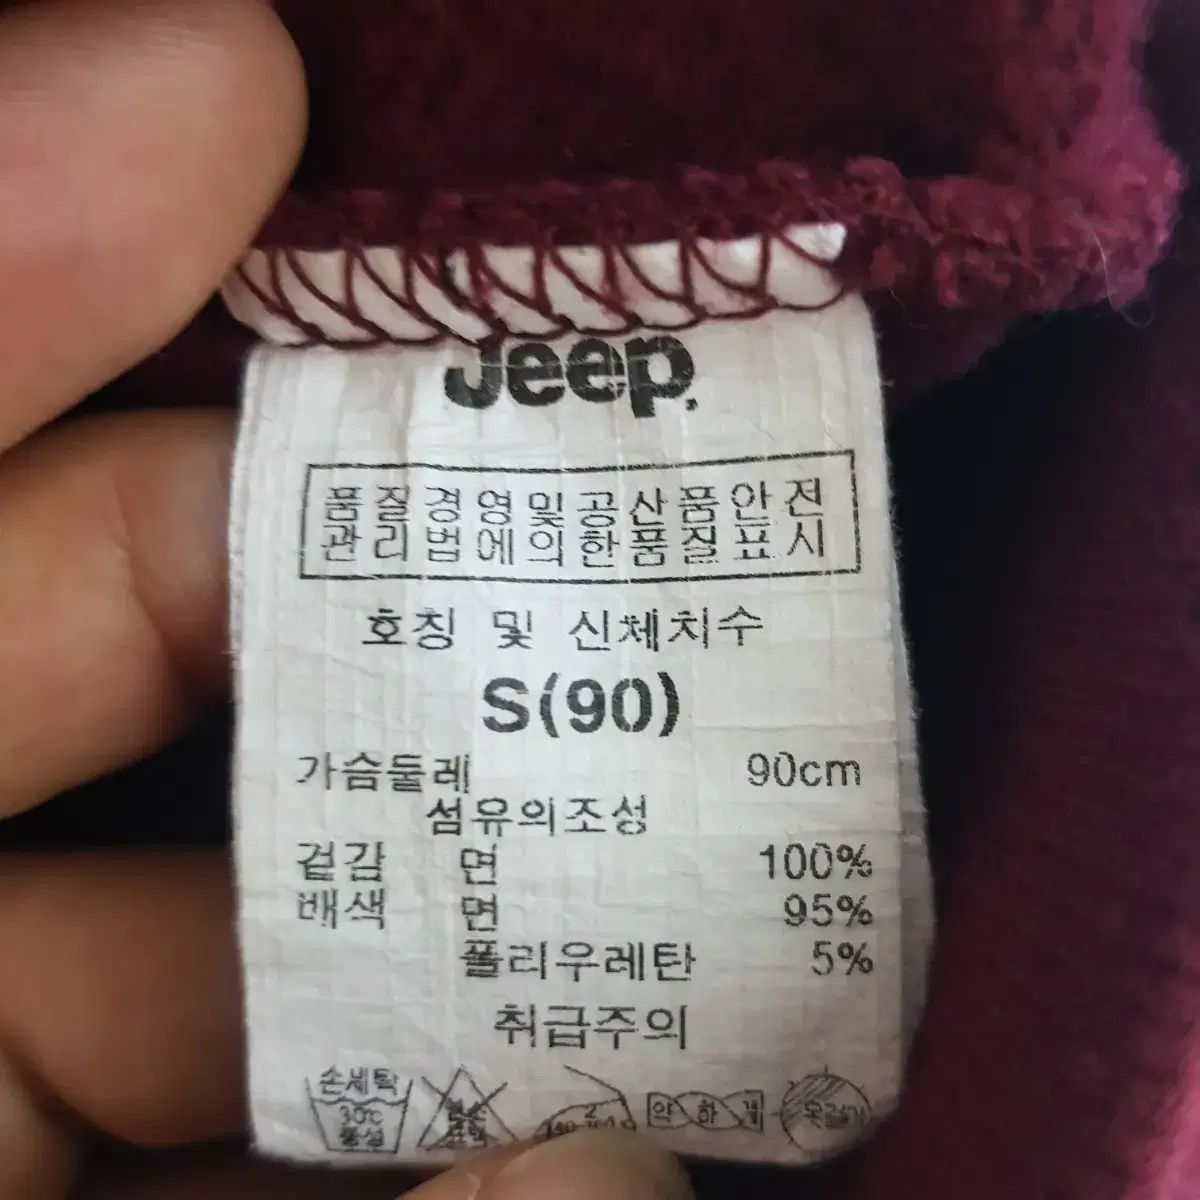 Jeep
품질경영및공산품안전
관리법에의한품질표시
호칭 및 신체치수
S(90)
가슴둘레 90cm
섬유의조성
겉감 면 100%
배색 면 95%
폴리우레탄 5%
취급주의
손세탁 약하게 옷걸이
30℃
중성